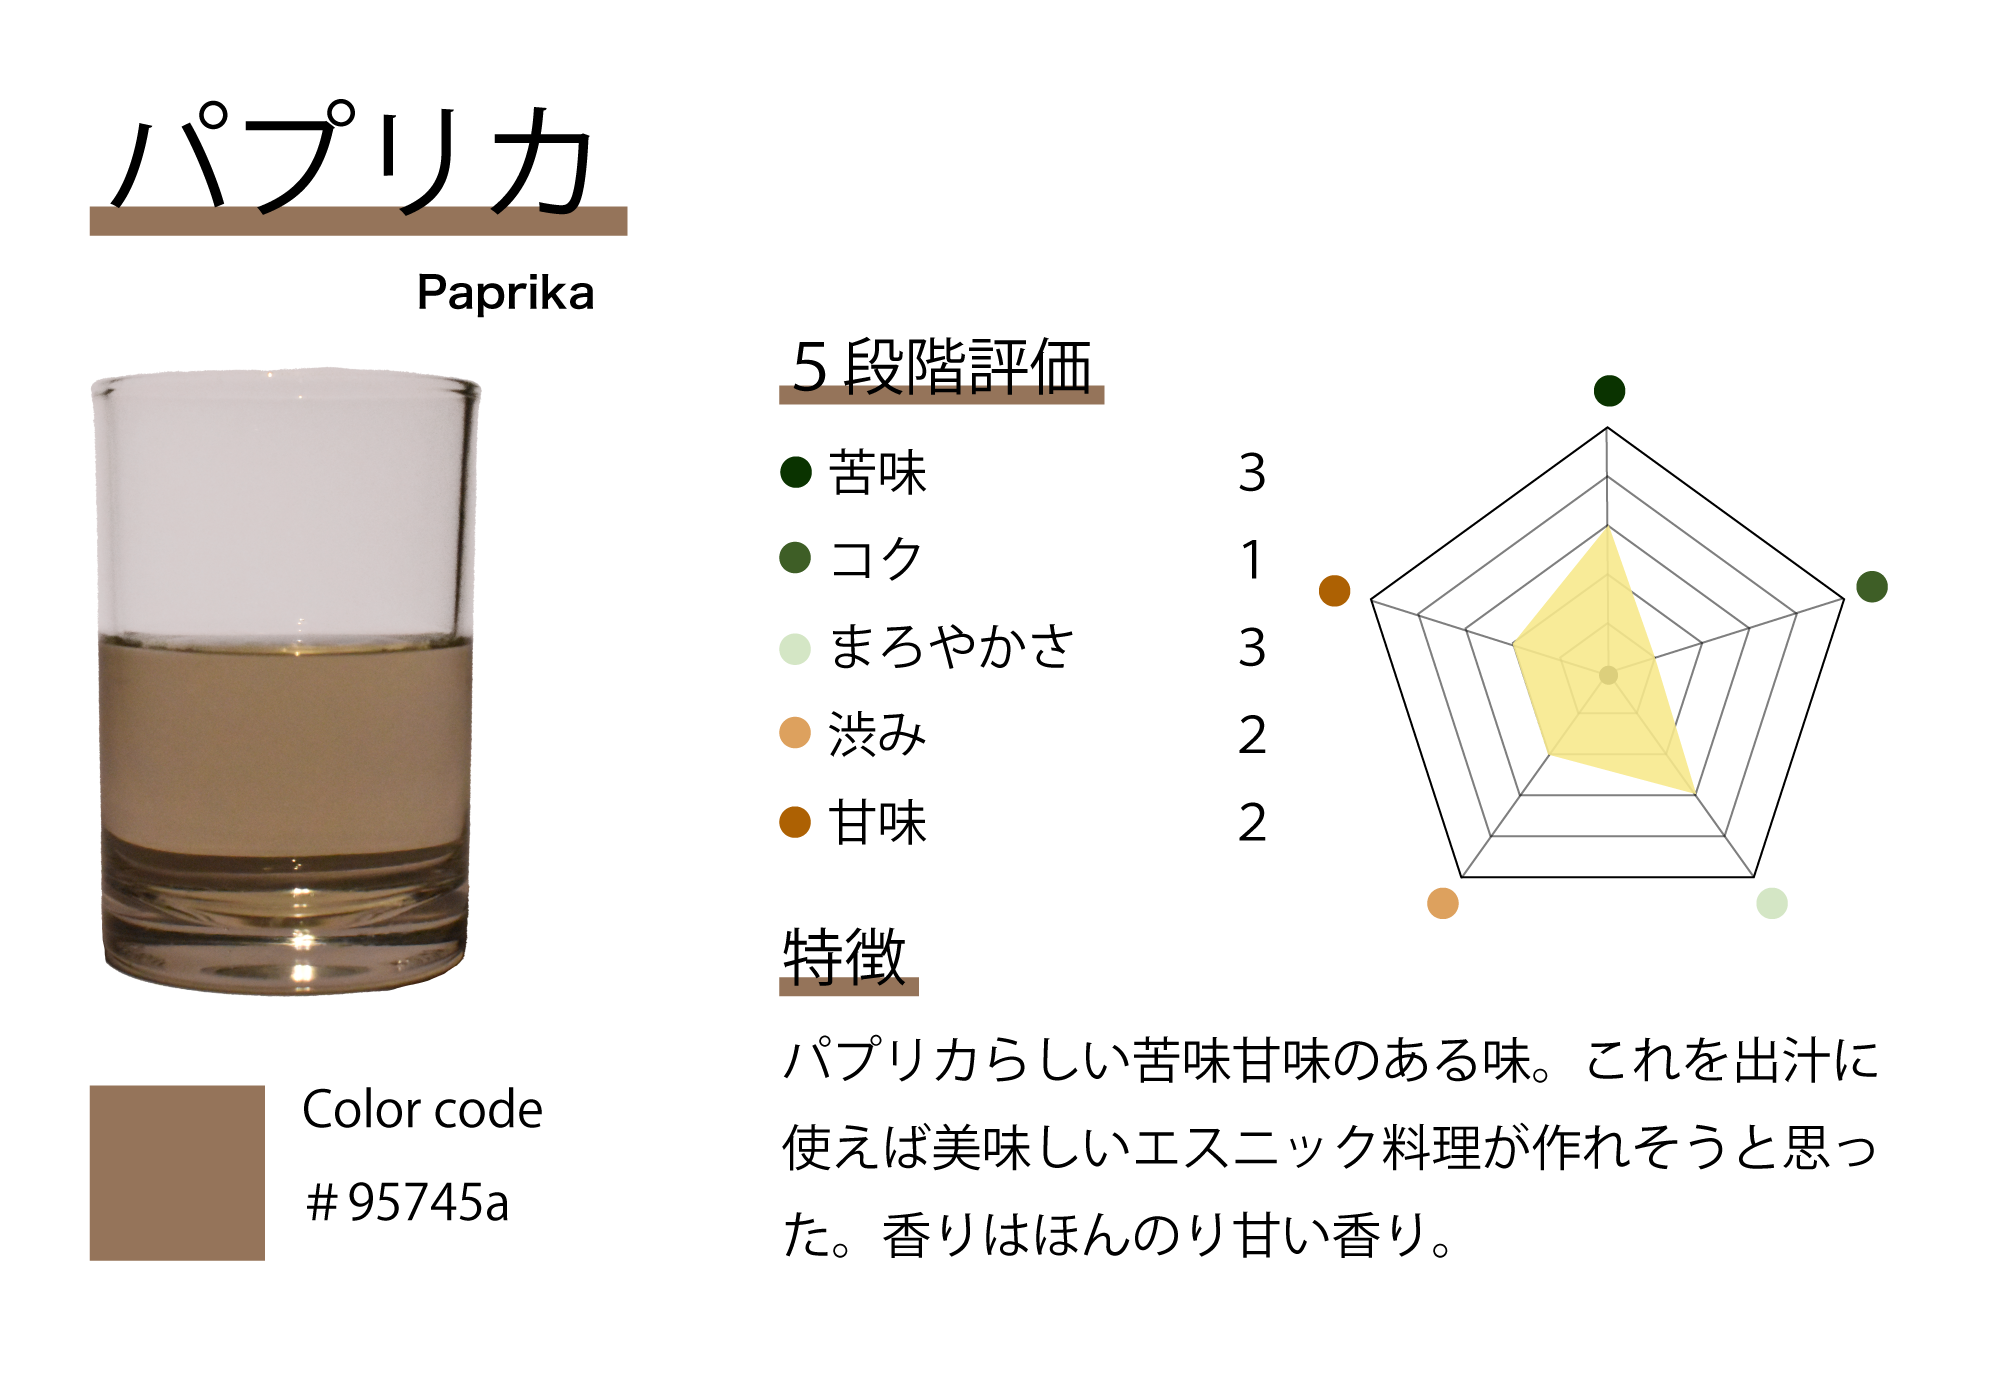 パプリカ
Paprika
５段階評価
苦味 3
コク 1
まろやかさ 3
渋み 2
甘味 2
特徴
パプリカらしい苦味甘味のある味。これを出汁に
使えば美味しいエスニック料理が作れそうと思っ
た。香りはほんのり甘い香り。
Color code
＃95745a